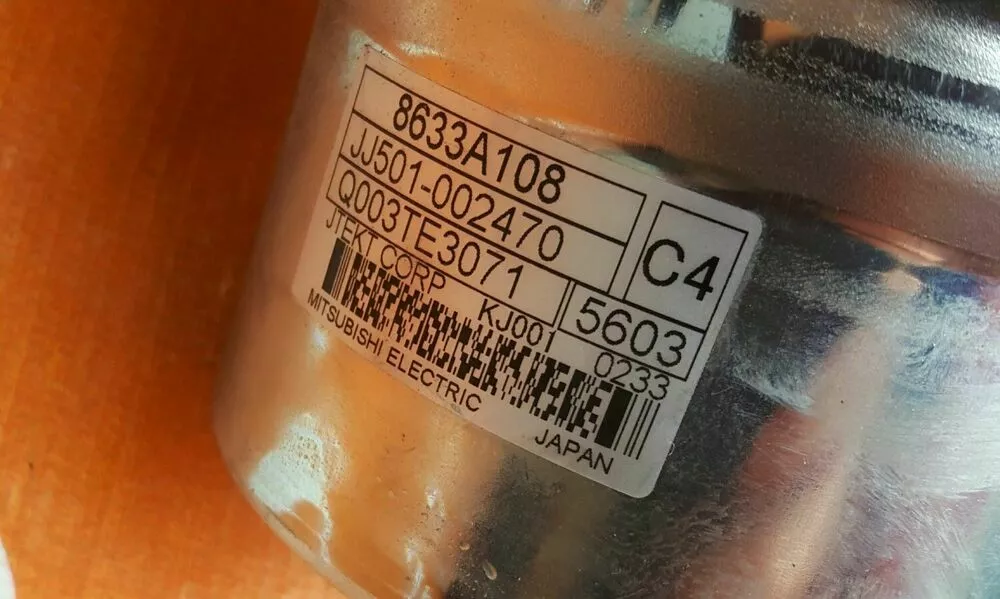 8633A108
JJ501-002470
C4
Q003TE3071
5603
JTEKT CORP KJ001 0233
MITSUBISHI ELECTRIC JAPAN